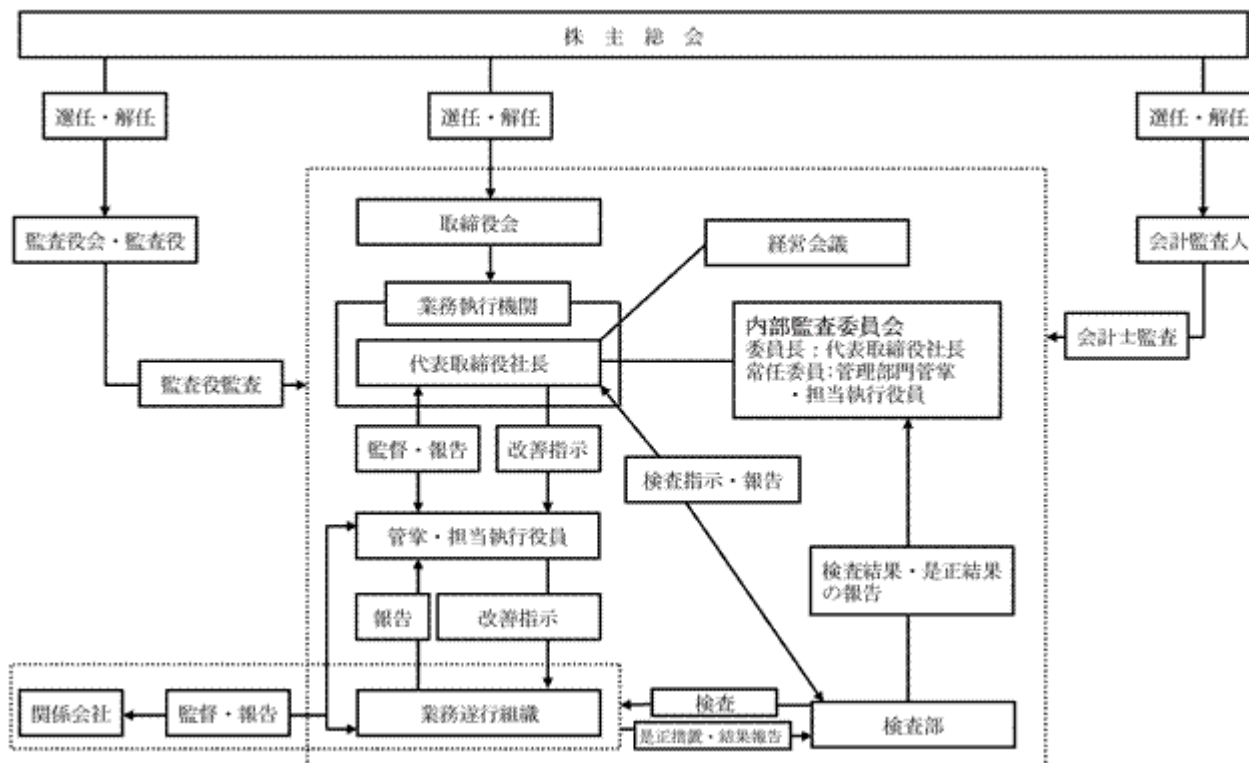 株主総会
選任・解任
選任・解任
選任・解任
取締役会
監査役会・監査役
経営会議
会計監査人
業務執行機関
内部監査委員会
委員長：代表取締役社長
常任委員：管理部門管掌
・担当執行役員
会計士監査
代表取締役社長
監査役監査
監督・報告
改善指示
検査指示・報告
管掌・担当執行役員
検査結果・是正結果
の報告
報告
改善指示
関係会社
監督・報告
業務遂行組織
検査
是正措置・結果報告
検査部